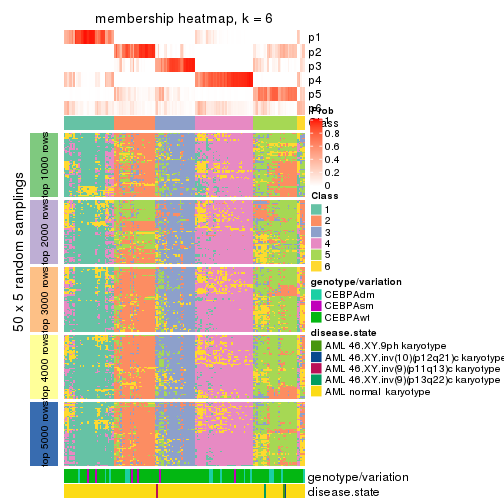 membership heatmap, k = 6
p1
p2
p3
p4
p5
p6
Prob
1
0.8
0.6
0.4
0.2
0
Class
Class
1
2
3
4
5
6
genotype/variation
CEBPAdm
CEBPAsm
CEBPAwt
disease.state
AML 46.XY.9ph karyotype
AML 46.XY.inv(10)(p12q21)c karyotype
AML 46.XY.inv(9)(p11q13)c karyotype
AML 46.XY.inv(9)(p13q22)c karyotype
AML normal karyotype
50 x 5 random samplings
top 1000 rows
top 2000 rows
top 3000 rows
top 4000 rows
top 5000 rows
genotype/variation
disease.state